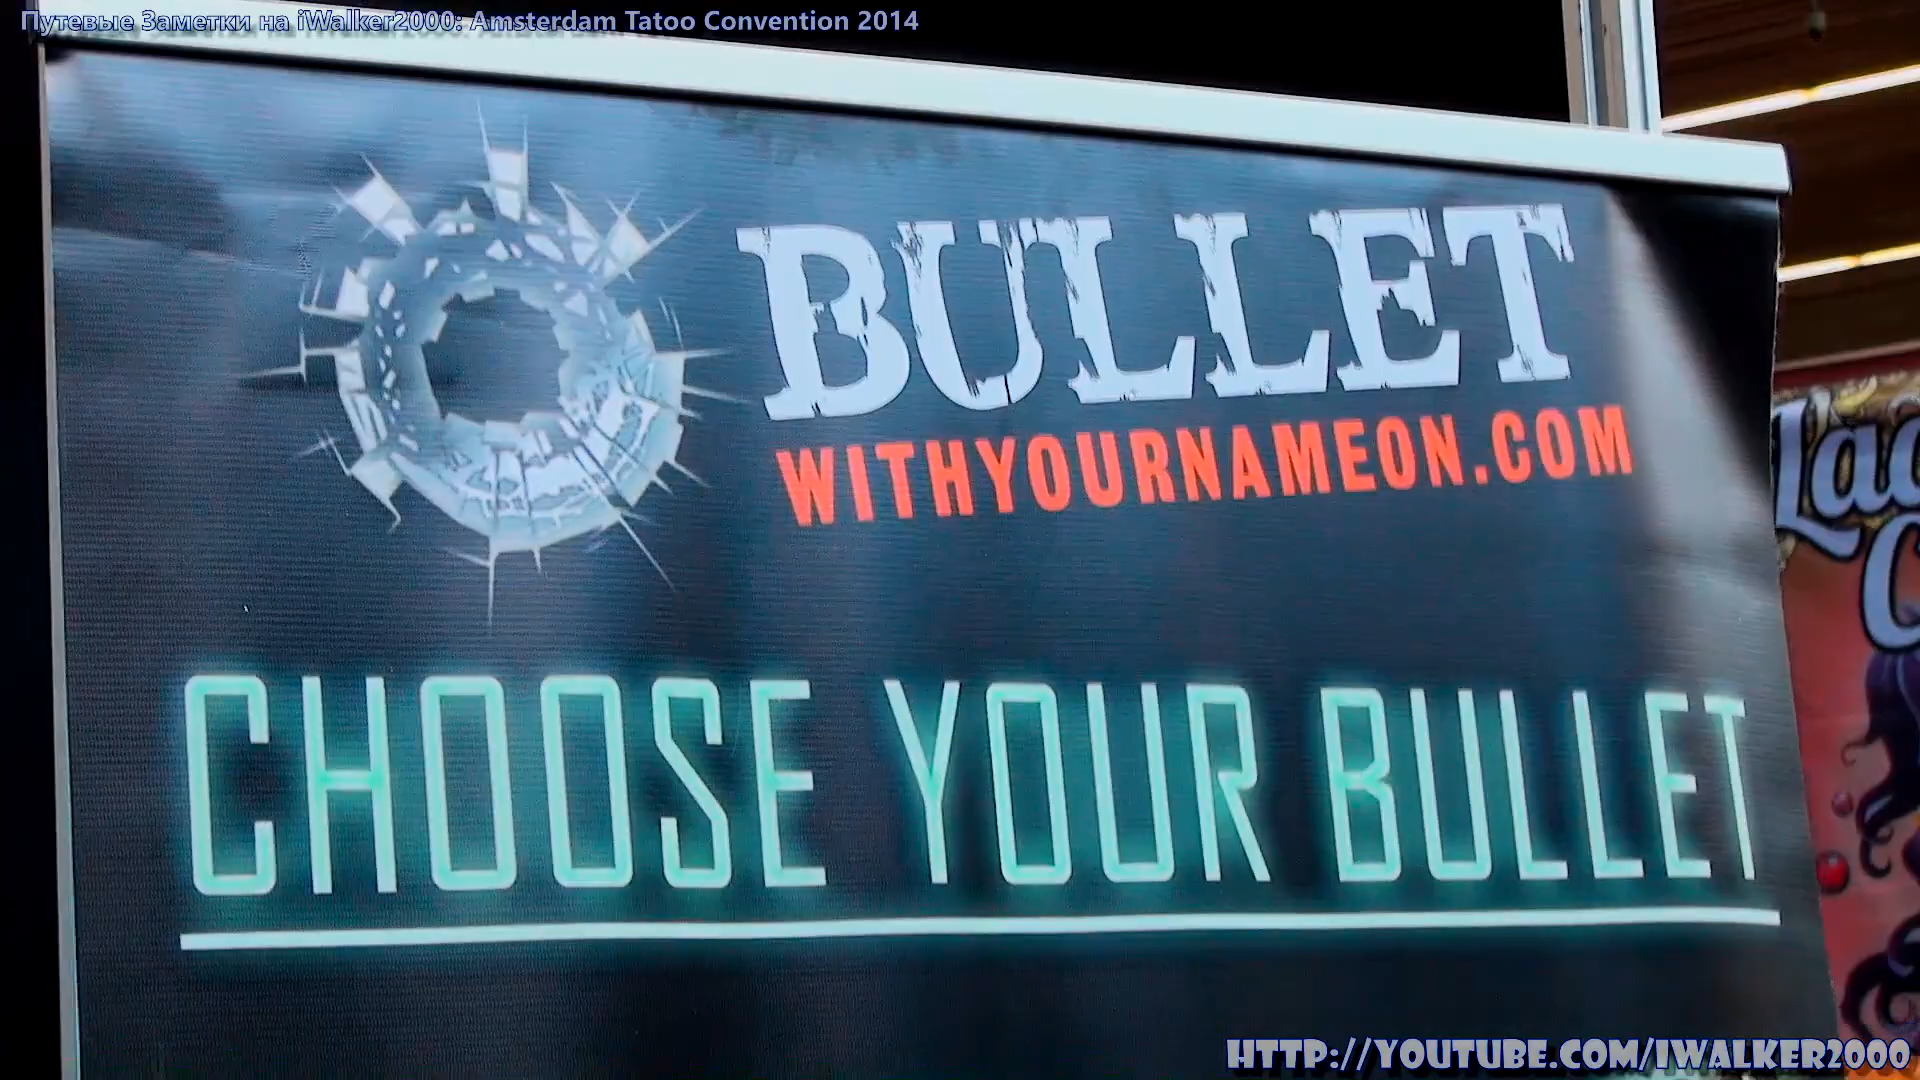 Путевые Заметки на iWalker2000: Amsterdam Tatoo Convention 2014
BULLET
WITHYOURNAMEON.COM
CHOOSE YOUR BULLET
HTTP://YOUTUBE.COM/IWALKER2000